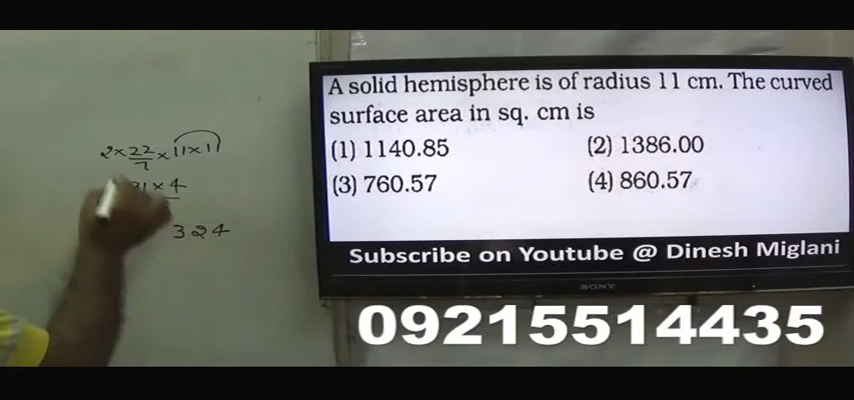 2 × 22/7 × 11 × 11
1 × 4
324
A solid hemisphere is of radius 11 cm. The curved
surface area in sq. cm is
(1) 1140.85 (2) 1386.00
(3) 760.57 (4) 860.57
Subscribe on Youtube @ Dinesh Miglani
SONY
09215514435